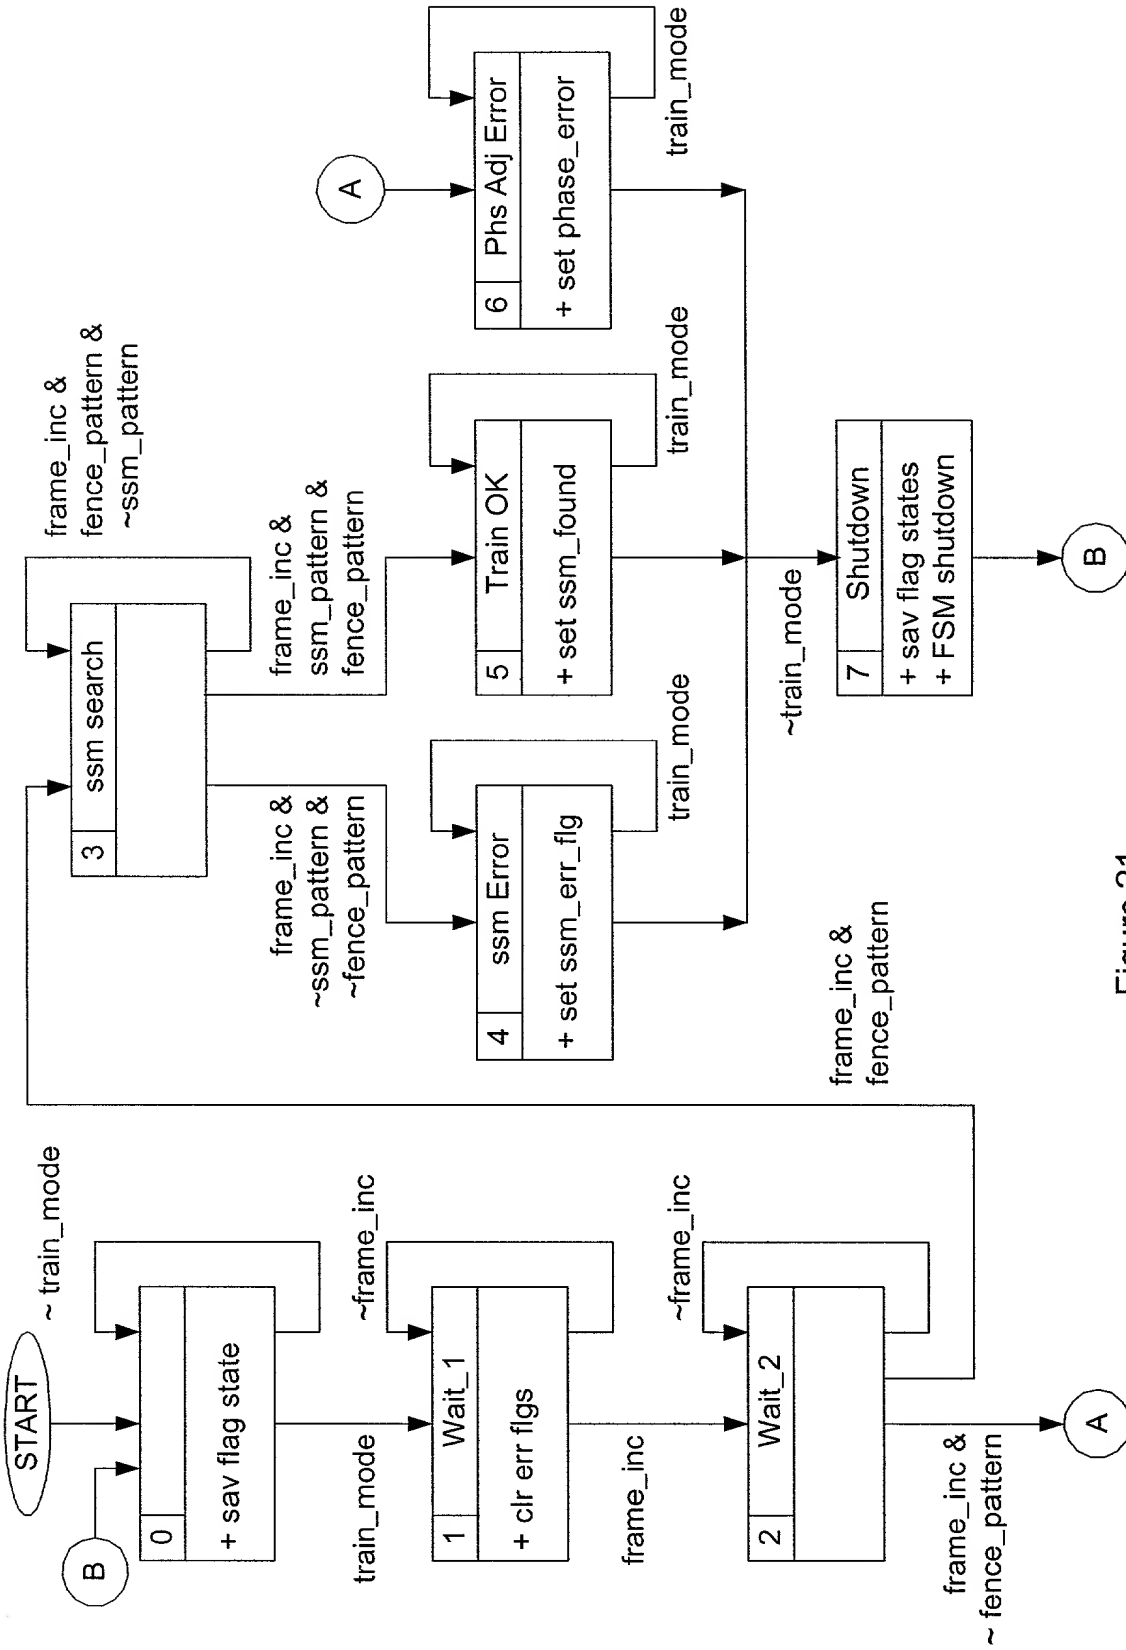 START
B
~ train_mode
0
+ sav flag state
train_mode
1 Wait_1
+ clr err flgs
~frame_inc
frame_inc
2 Wait_2
~frame_inc
frame_inc &
~ fence_pattern
A
frame_inc &
fence_pattern
3 ssm search
frame_inc &
fence_pattern &
~ssm_pattern
frame_inc &
~ssm_pattern &
~fence_pattern
frame_inc &
ssm_pattern &
fence_pattern
4 ssm Error
+ set ssm_err_flg
train_mode
5 Train OK
+ set ssm_found
train_mode
A
6 Phs Adj Error
+ set phase_error
train_mode
~train_mode
7 Shutdown
+ sav flag states
+ FSM shutdown
B